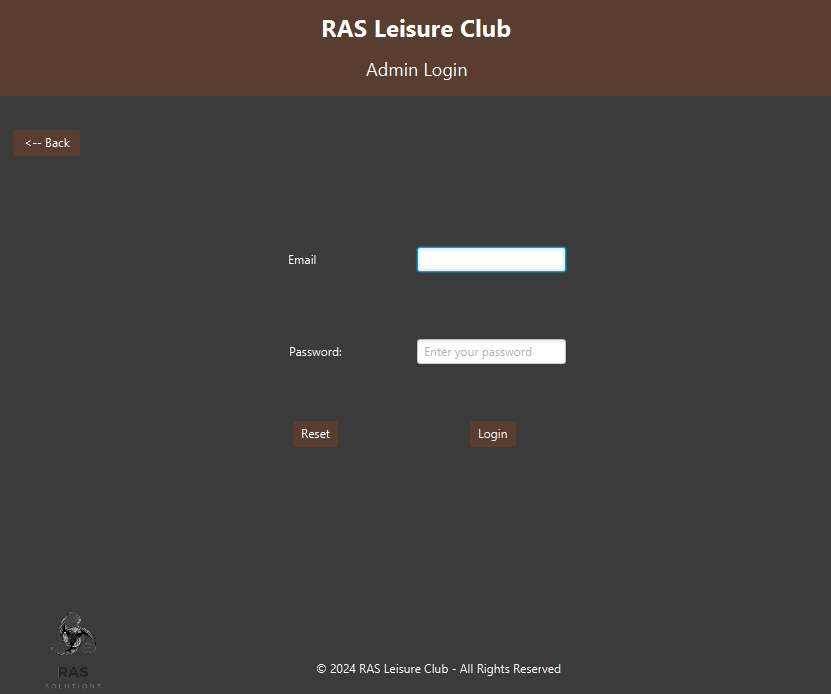 RAS Leisure Club
Admin Login
<-- Back
Email
Password:
Enter your password
Reset
Login
RAS
SOLUTIONS
© 2024 RAS Leisure Club - All Rights Reserved